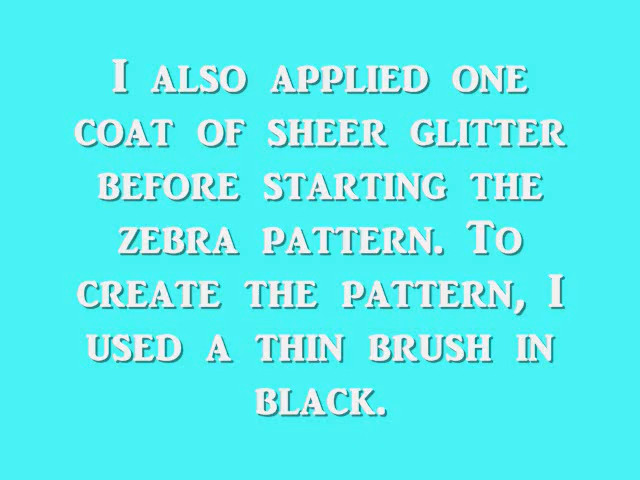 I also applied one
coat of sheer glitter
before starting the
zebra pattern. To
create the pattern, I
used a thin brush in
black.